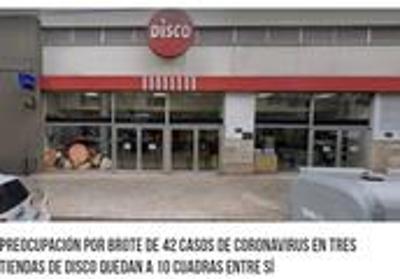 DISCO
PREOCUPACIÓN POR BROTE DE 42 CASOS DE CORONAVIRUS EN TRES
TIENDAS DE DISCO QUEDAN A 10 CUADRAS ENTRE SÍ